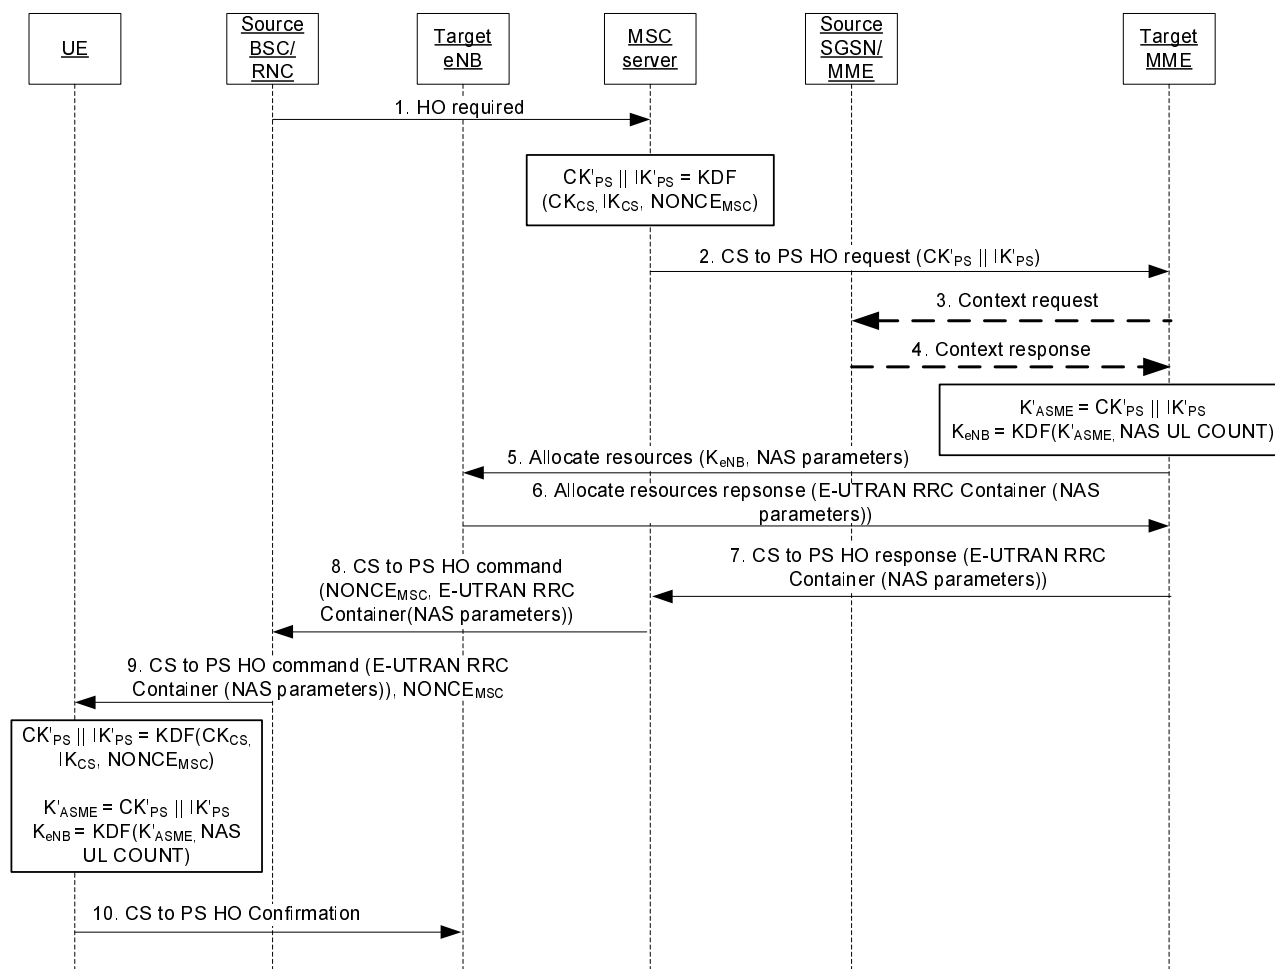 UE
Source
BSC/
RNC
Target
eNB
MSC
server
Source
SGSN/
MME
Target
MME
1. HO required
CK'PS || IK'PS = KDF
(CKCS, IKCS, NONCEMSC)
2. CS to PS HO request (CK'PS || IK'PS)
3. Context request
4. Context response
K'ASME = CK'PS || IK'PS
KeNB = KDF(K'ASME, NAS UL COUNT)
5. Allocate resources (KeNB, NAS parameters)
6. Allocate resources repsonse (E-UTRAN RRC Container (NAS
parameters))
7. CS to PS HO response (E-UTRAN RRC
Container (NAS parameters))
8. CS to PS HO command
(NONCEMSC, E-UTRAN RRC
Container(NAS parameters))
9. CS to PS HO command (E-UTRAN RRC
Container (NAS parameters)), NONCEMSC
CK'PS || IK'PS = KDF(CKCS,
IKCS, NONCEMSC)
K'ASME = CK'PS || IK'PS
KeNB = KDF(K'ASME, NAS
UL COUNT)
10. CS to PS HO Confirmation